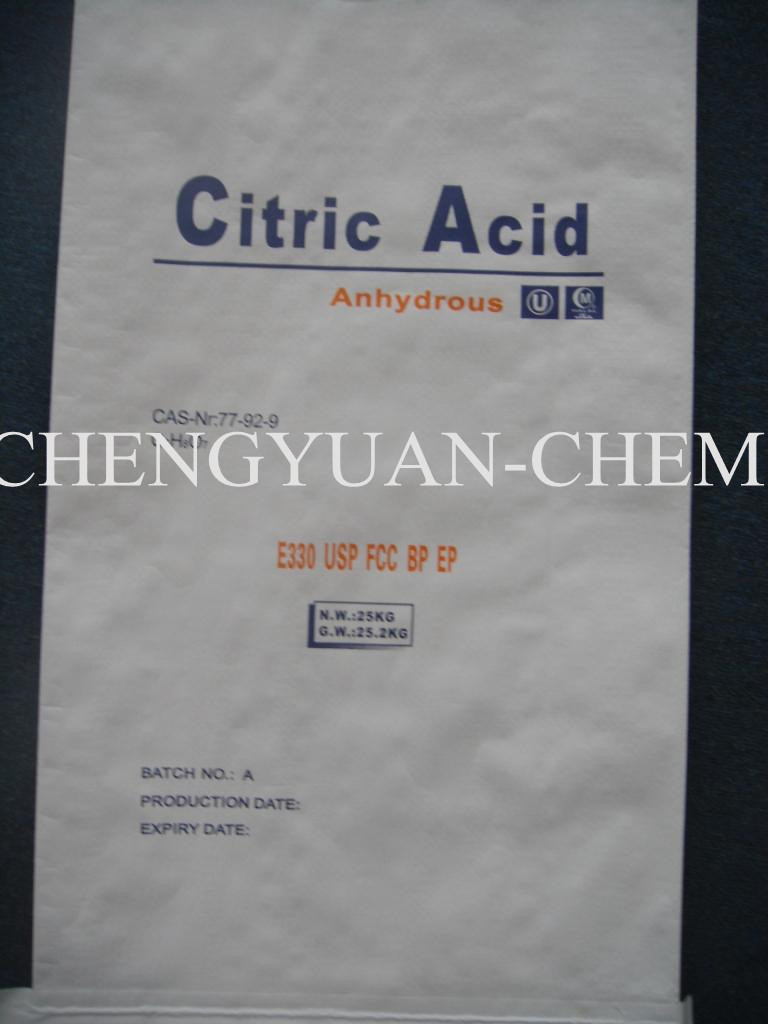 Citric Acid
Anhydrous U M
CAS-Nr:77-92-9
CHENGYUAN-CHEM
E330 USP FCC BP EP
N.W.:25KG
G.W.:25.2KG
BATCH NO.: A
PRODUCTION DATE:
EXPIRY DATE: